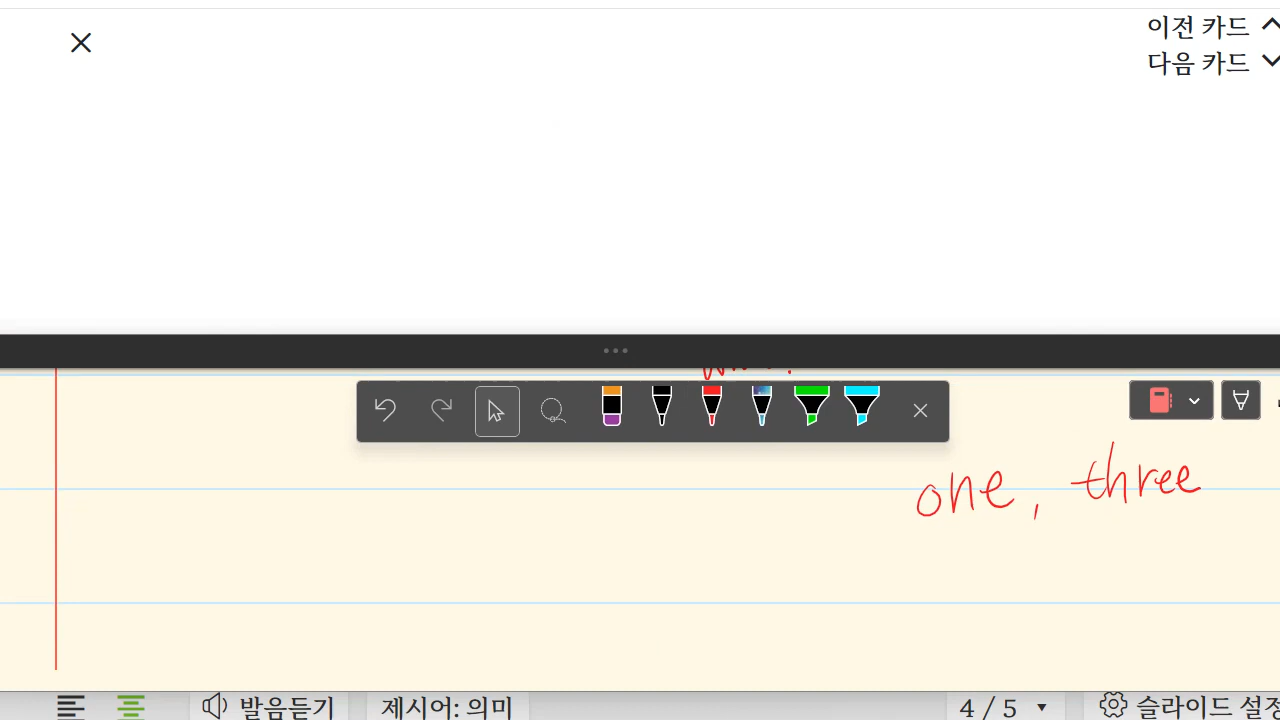 이전 카드
다음 카드
one, three
발음듣기
제시어: 의미
4 / 5
슬라이드 설정